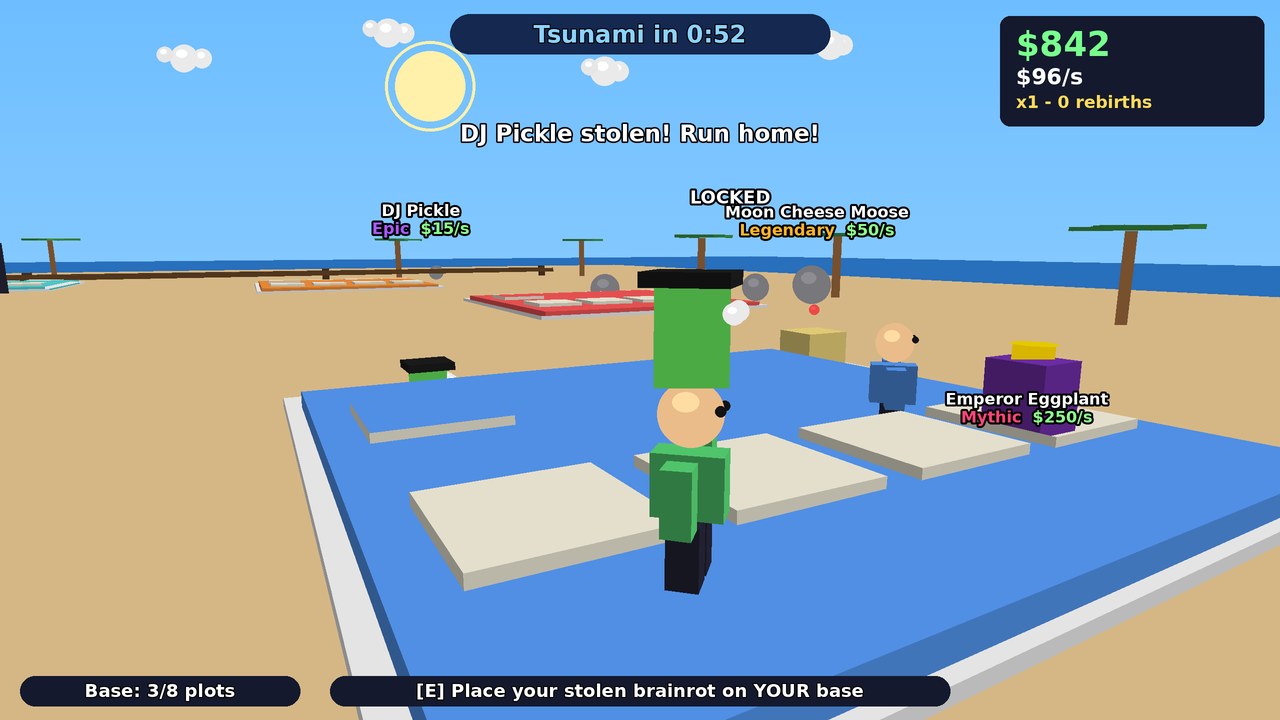 Tsunami in 0:52
$842
$96/s
x1 - 0 rebirths
DJ Pickle stolen! Run home!
LOCKED
DJ Pickle
Epic $15/s
Moon Cheese Moose
Legendary $50/s
Emperor Eggplant
Mythic $250/s
Base: 3/8 plots
[E] Place your stolen brainrot on YOUR base